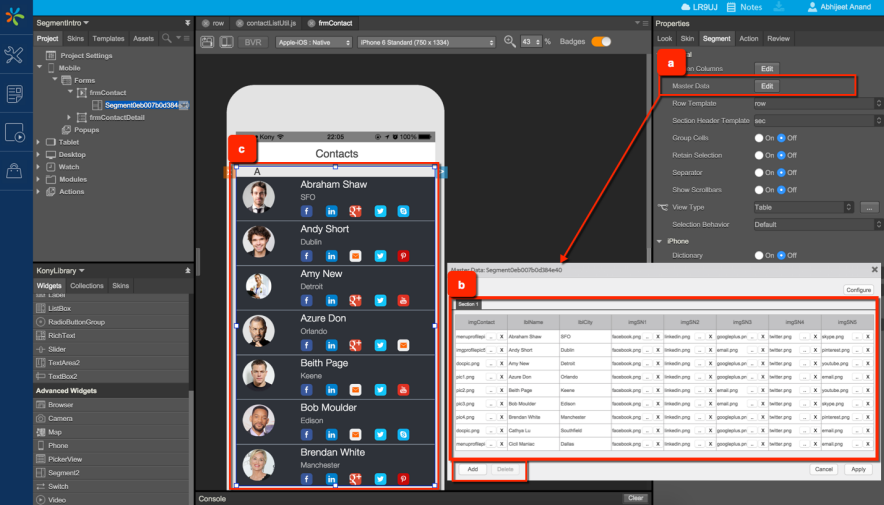 LR9UJ Notes Abhijeet Anand
SegmentIntro
row contactListUtil.js frmContact
Properties
Project Skins Templates Assets
BVR Apple-iOS : Native iPhone 6 Standard (750 x 1334) 43 % Badges
Look Skin Segment Action Review
Project Settings
Mobile
Forms
frmContact
Segment0eb007b0d384
frmContactDetail
Popups
Tablet
Desktop
Watch
Modules
Actions
a
Columns Edit
Master Data Edit
Row Template row
Section Header Template sec
Group Cells On Off
Retain Selection On Off
Separator On Off
Show Scrollbars On Off
View Type Table ...
Selection Behavior Default
iPhone
Dictionary On Off
c
Kony 22:05 100%
Contacts
A
Abraham Shaw
SFO
Andy Short
Dublin
Amy New
Detroit
Azure Don
Orlando
Beith Page
Keene
Bob Moulder
Edison
Brendan White
Manchester
KonyLibrary
Widgets Collections Skins
Label
ListBox
RadioButtonGroup
RichText
Slider
TextArea2
TextBox2
Advanced Widgets
Browser
Camera
Map
Phone
PickerView
Segment2
Switch
Video
Master Data: Segment0eb007b0d384e40
b
Configure
Section 1
imgContact lblName lblCity imgSN1 imgSN2 imgSN3 imgSN4 imgSN5
menuprofilepi .. X Abraham Shaw SFO facebook.png .. X linkedin.png .. X googleplus.pn .. X twitter.png .. X skype.png .. X
imgprofilepict .. X Andy Short Dublin facebook.png .. X linkedin.png .. X email.png .. X twitter.png .. X pinterest.png .. X
docpic.png .. X Amy New Detroit facebook.png .. X linkedin.png .. X googleplus.pn .. X twitter.png .. X youtube.png .. X
pic1.png .. X Azure Don Orlando facebook.png .. X linkedin.png .. X googleplus.pn .. X twitter.png .. X email.png .. X
pic2.png .. X Beith Page Keene facebook.png .. X linkedin.png .. X email.png .. X twitter.png .. X youtube.png .. X
pic3.png .. X Bob Moulder Edison facebook.png .. X linkedin.png .. X email.png .. X twitter.png .. X skype.png .. X
pic4.png .. X Brendan White Manchester facebook.png .. X linkedin.png .. X googleplus.pn .. X twitter.png .. X pinterest.png .. X
docpic.png .. X Cathya Lu Southfield facebook.png .. X linkedin.png .. X googleplus.pn .. X twitter.png .. X email.png .. X
menuprofilepi .. X Cicil Maniac Dallas facebook.png .. X linkedin.png .. X googleplus.pn .. X twitter.png .. X email.png .. X
Add Delete Cancel Apply
Console Clear